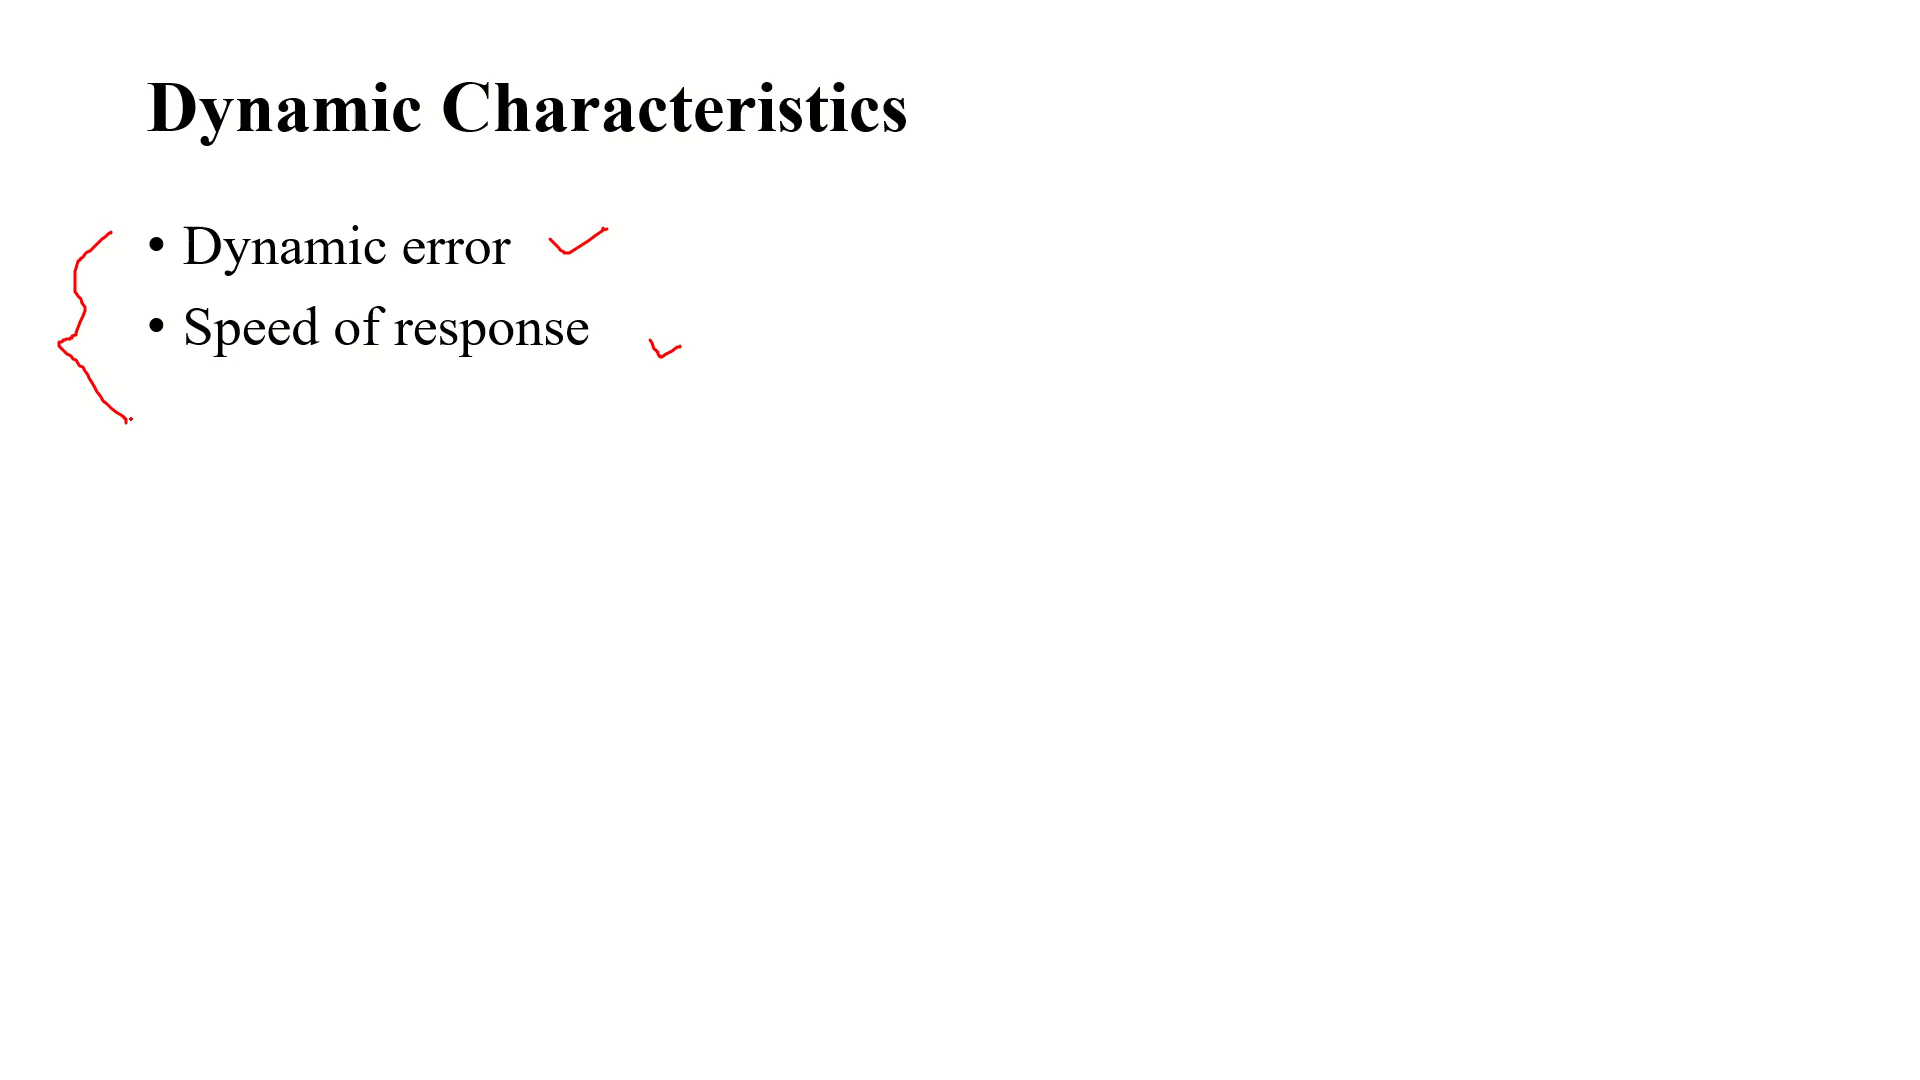 Dynamic Characteristics
• Dynamic error
• Speed of response